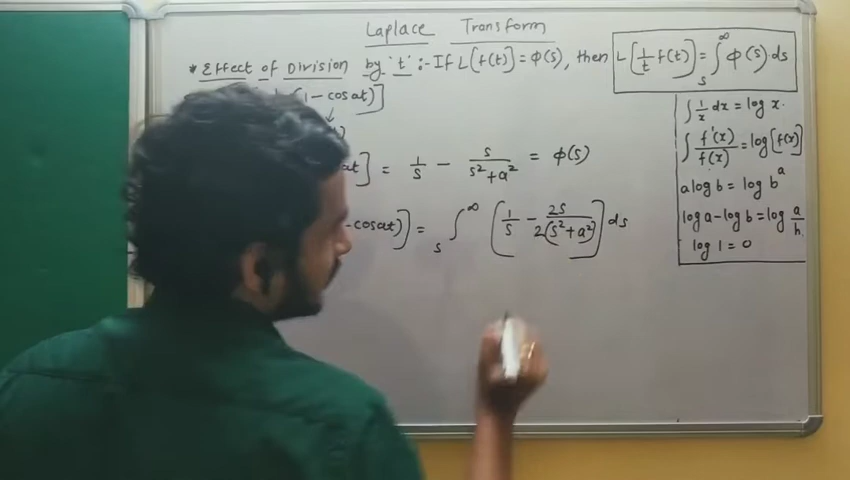 Laplace Transform
* Effect of Division by 't' :- If L[f(t)] = φ(s), then L[1/t f(t)] = ∫_s^∞ φ(s)·ds
1 - cos at)]
at] = 1/s - s/(s²+a²) = φ(s)
-cosat)] = ∫_s^∞ [1/s - 2s/2(s²+a²)] ds
∫ 1/x dx = log x.
∫ f'(x)/f(x) = log[f(x)]
a log b = log b^a
log a - log b = log a/b
log 1 = 0